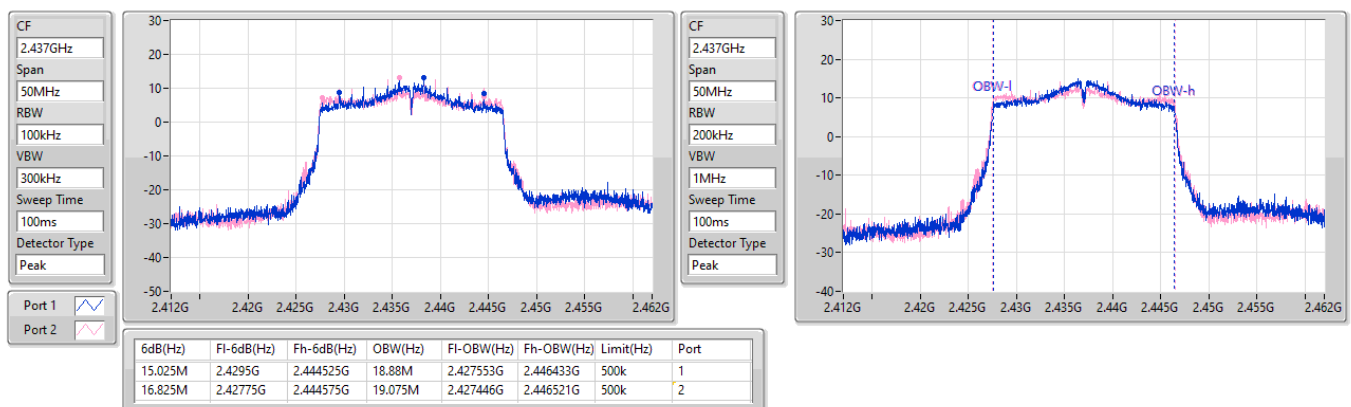 CF
2.437GHz
Span
50MHz
RBW
100kHz
VBW
300kHz
Sweep Time
100ms
Detector Type
Peak
Port 1
Port 2
30
20
10
0
-10
-20
-30
-40
-50
2.412G 2.42G 2.425G 2.43G 2.435G 2.44G 2.445G 2.45G 2.455G 2.462G
CF
2.437GHz
Span
50MHz
RBW
200kHz
VBW
1MHz
Sweep Time
100ms
Detector Type
Peak
30
20
10
0
-10
-20
-30
-40
OBW-l OBW-h
2.412G 2.42G 2.425G 2.43G 2.435G 2.44G 2.445G 2.45G 2.455G 2.462G
6dB(Hz) Fl-6dB(Hz) Fh-6dB(Hz) OBW(Hz) Fl-OBW(Hz) Fh-OBW(Hz) Limit(Hz) Port
15.025M 2.4295G 2.444525G 18.88M 2.427553G 2.446433G 500k 1
16.825M 2.42775G 2.444575G 19.075M 2.427446G 2.446521G 500k 2